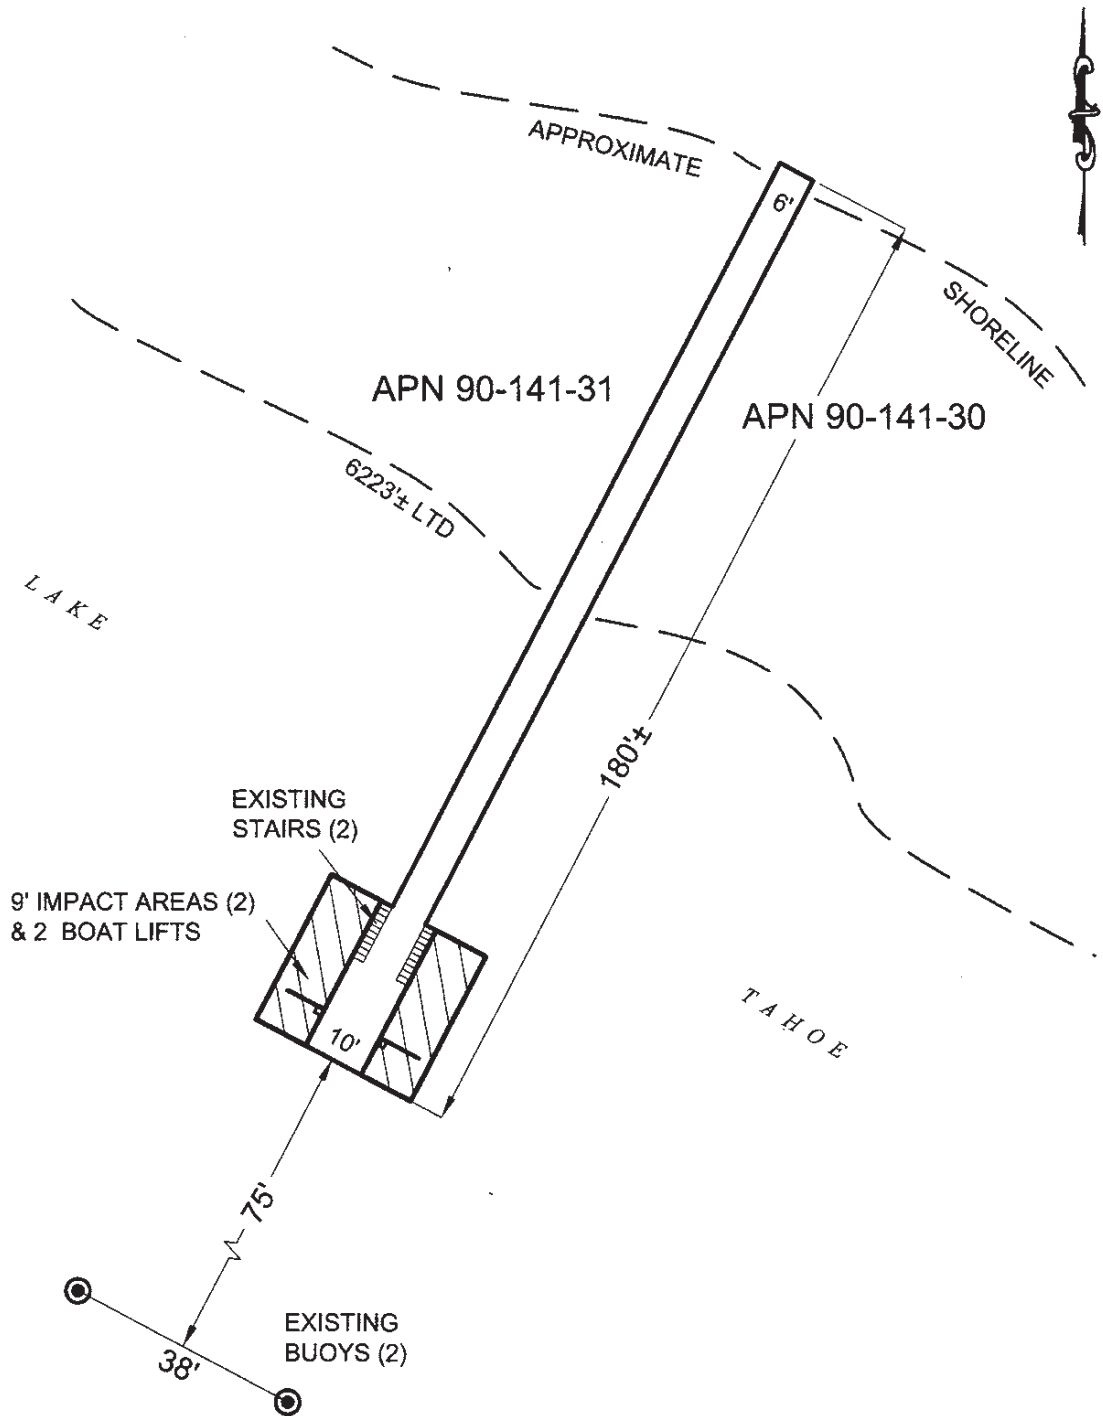 APPROXIMATE
6'
SHORELINE
APN 90-141-31
APN 90-141-30
6223'± LTD
LAKE
180'±
EXISTING
STAIRS (2)
9' IMPACT AREAS (2)
& 2 BOAT LIFTS
TAHOE
10'
75'
EXISTING
BUOYS (2)
38'